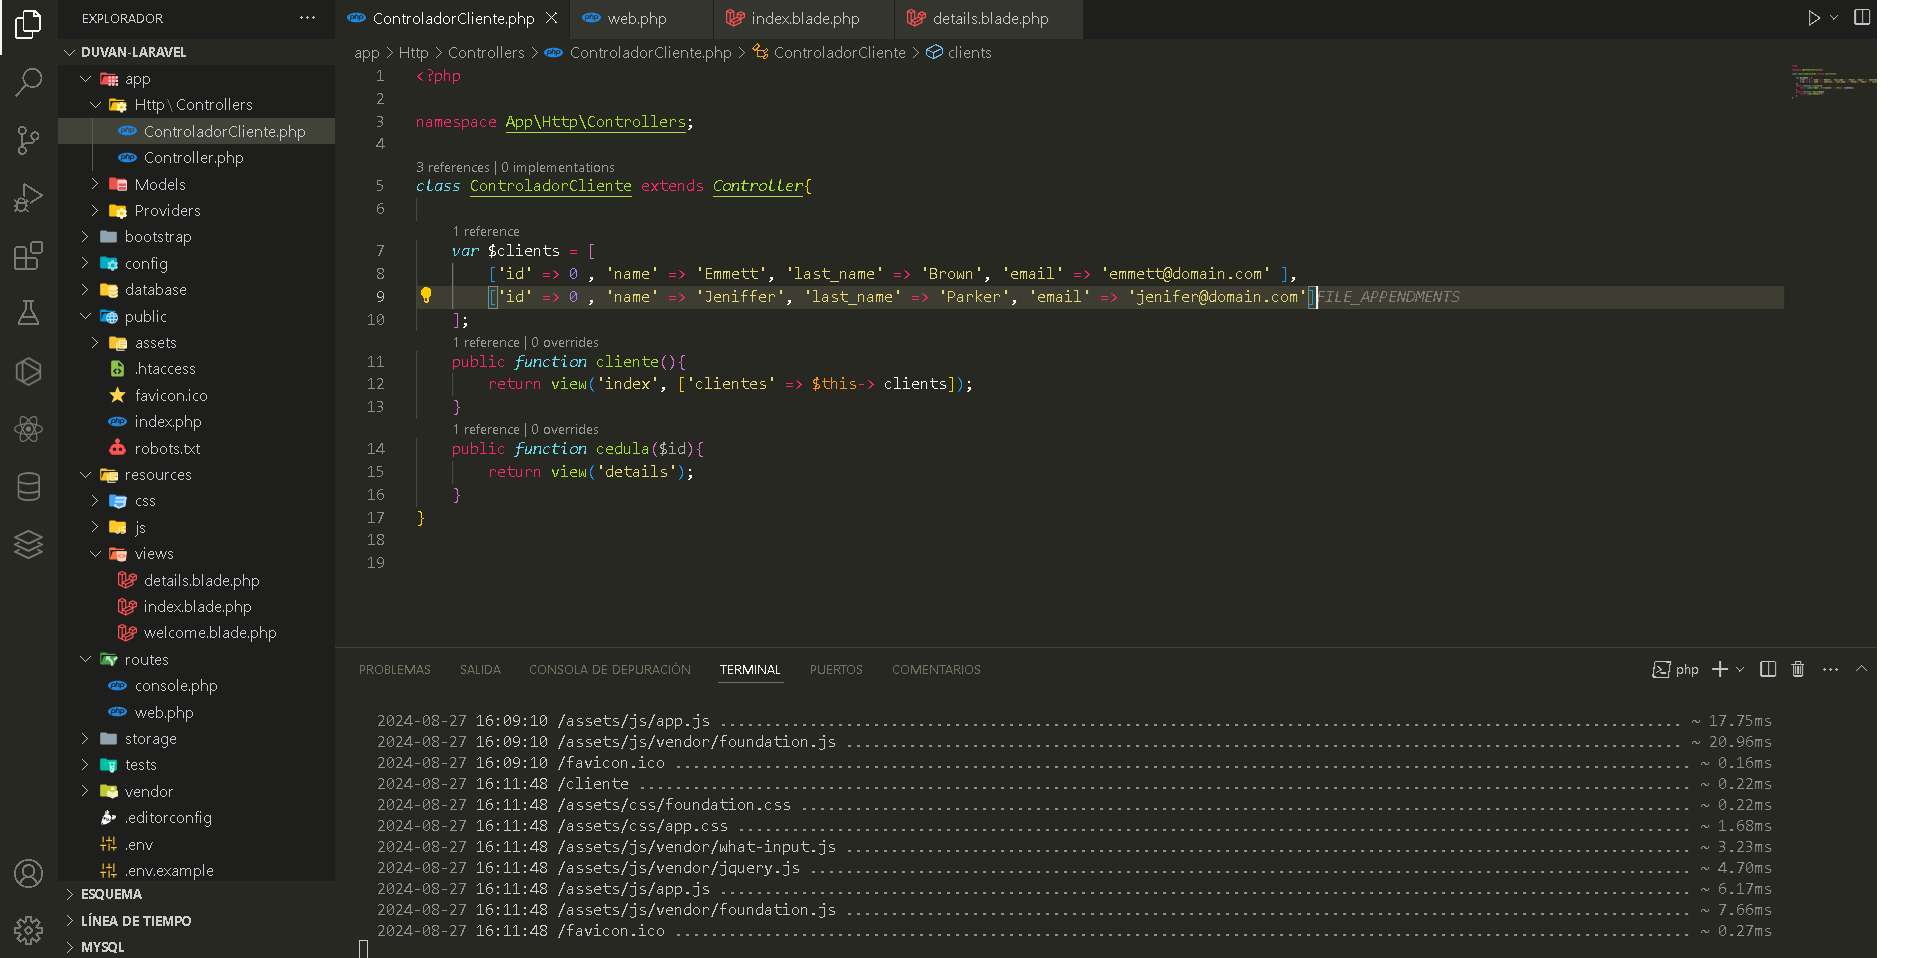 EXPLORADOR
DUVAN-LARAVEL
app
Http \ Controllers
ControladorCliente.php
Controller.php
Models
Providers
bootstrap
config
database
public
assets
.htaccess
favicon.ico
index.php
robots.txt
resources
css
js
views
details.blade.php
index.blade.php
welcome.blade.php
routes
console.php
web.php
storage
tests
vendor
.editorconfig
.env
.env.example
ESQUEMA
LÍNEA DE TIEMPO
MYSQL
ControladorCliente.php web.php index.blade.php details.blade.php
app > Http > Controllers > ControladorCliente.php > ControladorCliente > clients
1 <?php
2
3 namespace App\Http\Controllers;
4
3 references | 0 implementations
5 class ControladorCliente extends Controller{
6
1 reference
7 var $clients = [
8 ['id' => 0 , 'name' => 'Emmett', 'last_name' => 'Brown', 'email' => 'emmett@domain.com' ],
9 ['id' => 0 , 'name' => 'Jeniffer', 'last_name' => 'Parker', 'email' => 'jenifer@domain.com']FILE_APPENDMENTS
10 ];
1 reference | 0 overrides
11 public function cliente(){
12 return view('index', ['clientes' => $this-> clients]);
13 }
1 reference | 0 overrides
14 public function cedula($id){
15 return view('details');
16 }
17 }
18
19
PROBLEMAS SALIDA CONSOLA DE DEPURACIÓN TERMINAL PUERTOS COMENTARIOS php
2024-08-27 16:09:10 /assets/js/app.js ........ ~ 17.75ms
2024-08-27 16:09:10 /assets/js/vendor/foundation.js ........ ~ 20.96ms
2024-08-27 16:09:10 /favicon.ico ........ ~ 0.16ms
2024-08-27 16:11:48 /cliente ........ ~ 0.22ms
2024-08-27 16:11:48 /assets/css/foundation.css ........ ~ 0.22ms
2024-08-27 16:11:48 /assets/css/app.css ........ ~ 1.68ms
2024-08-27 16:11:48 /assets/js/vendor/what-input.js ........ ~ 3.23ms
2024-08-27 16:11:48 /assets/js/vendor/jquery.js ........ ~ 4.70ms
2024-08-27 16:11:48 /assets/js/app.js ........ ~ 6.17ms
2024-08-27 16:11:48 /assets/js/vendor/foundation.js ........ ~ 7.66ms
2024-08-27 16:11:48 /favicon.ico ........ ~ 0.27ms